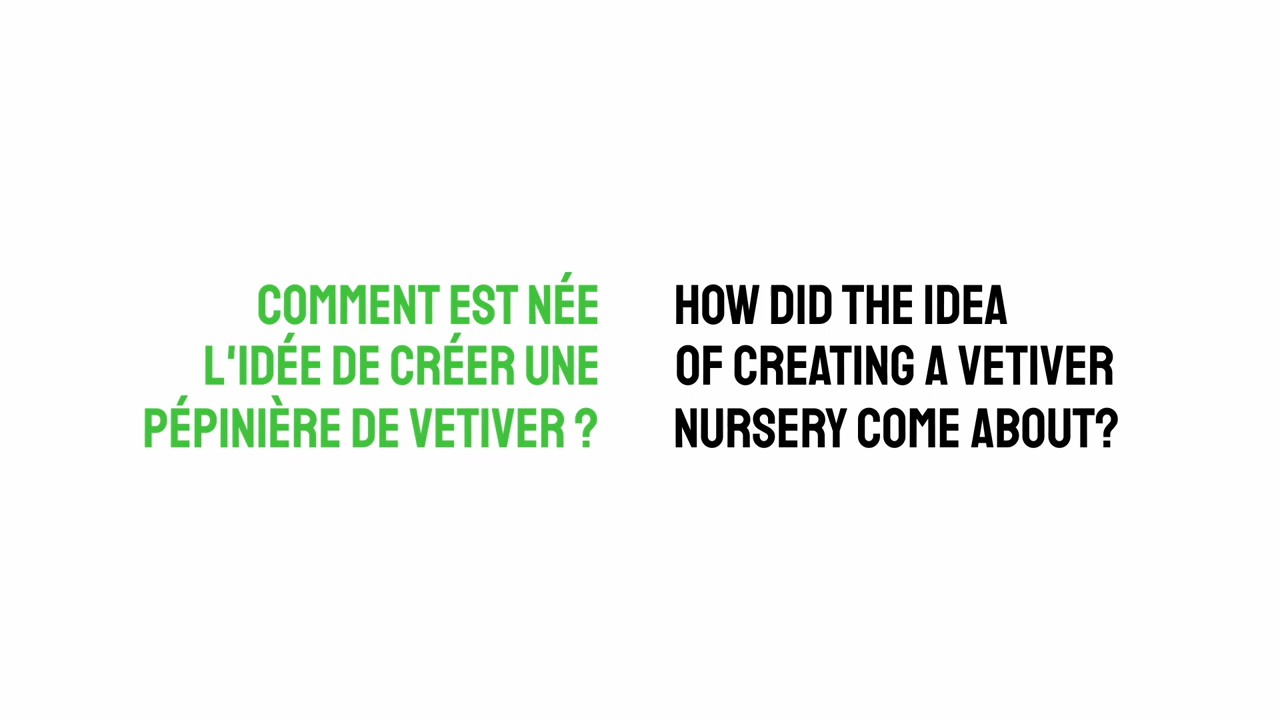 COMMENT EST NÉE
L'IDÉE DE CRÉER UNE
PÉPINIÈRE DE VETIVER ?
HOW DID THE IDEA
OF CREATING A VETIVER
NURSERY COME ABOUT?